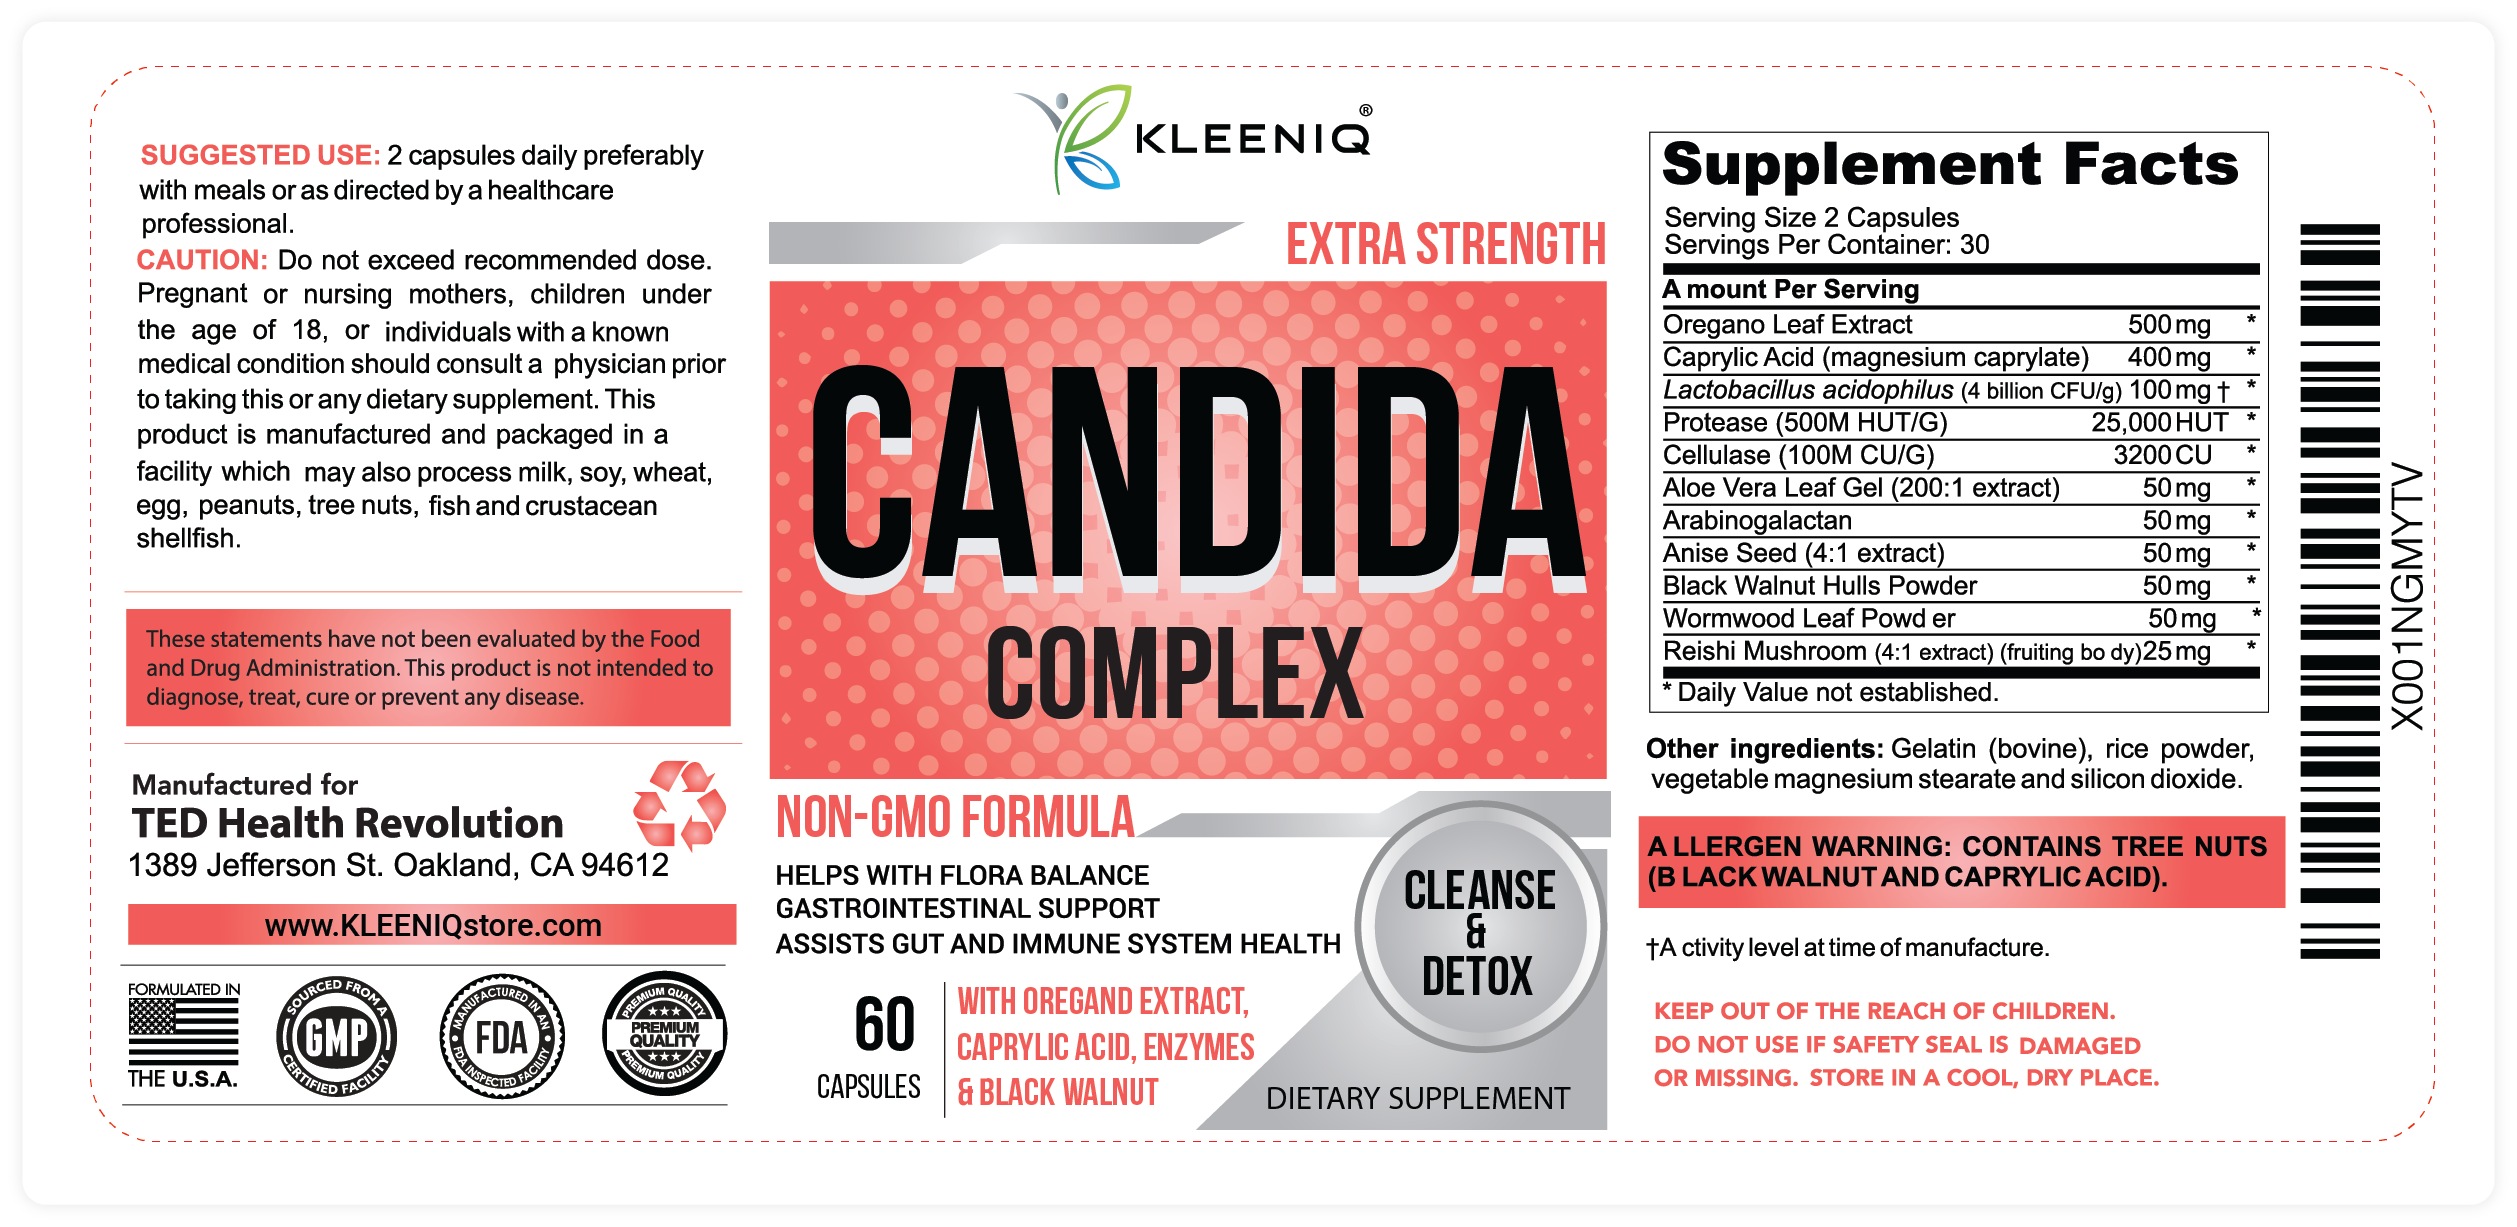 SUGGESTED USE: 2 capsules daily preferably
with meals or as directed by a healthcare
professional.
CAUTION: Do not exceed recommended dose.
Pregnant or nursing mothers, children under
the age of 18, or individuals with a known
medical condition should consult a physician prior
to taking this or any dietary supplement. This
product is manufactured and packaged in a
facility which may also process milk, soy, wheat,
egg, peanuts, tree nuts, fish and crustacean
shellfish.
These statements have not been evaluated by the Food
and Drug Administration. This product is not intended to
diagnose, treat, cure or prevent any disease.
Manufactured for
TED Health Revolution
1389 Jefferson St. Oakland, CA 94612
www.KLEENIQstore.com
FORMULATED IN
THE U.S.A.
SOURCED FROM A
GMP
CERTIFIED FACILITY
MANUFACTURED IN AN
FDA
FDA INSPECTED FACILITY
PREMIUM QUALITY
PREMIUM
QUALITY
PREMIUM QUALITY
KLEENIQ®
EXTRA STRENGTH
CANDIDA
COMPLEX
NON-GMO FORMULA
HELPS WITH FLORA BALANCE
GASTROINTESTINAL SUPPORT
ASSISTS GUT AND IMMUNE SYSTEM HEALTH
CLEANSE
&
DETOX
60
CAPSULES
WITH OREGAND EXTRACT,
CAPRYLIC ACID, ENZYMES
& BLACK WALNUT
DIETARY SUPPLEMENT
Supplement Facts
Serving Size 2 Capsules
Servings Per Container: 30
A mount Per Serving
Oregano Leaf Extract 500 mg *
Caprylic Acid (magnesium caprylate) 400 mg *
Lactobacillus acidophilus (4 billion CFU/g) 100 mg † *
Protease (500M HUT/G) 25,000 HUT *
Cellulase (100M CU/G) 3200 CU *
Aloe Vera Leaf Gel (200:1 extract) 50 mg *
Arabinogalactan 50 mg *
Anise Seed (4:1 extract) 50 mg *
Black Walnut Hulls Powder 50 mg *
Wormwood Leaf Powd er 50 mg *
Reishi Mushroom (4:1 extract) (fruiting bo dy) 25 mg *
* Daily Value not established.
Other ingredients: Gelatin (bovine), rice powder,
vegetable magnesium stearate and silicon dioxide.
A LLERGEN WARNING: CONTAINS TREE NUTS
(B LACK WALNUT AND CAPRYLIC ACID).
†A ctivity level at time of manufacture.
KEEP OUT OF THE REACH OF CHILDREN.
DO NOT USE IF SAFETY SEAL IS DAMAGED
OR MISSING. STORE IN A COOL, DRY PLACE.
X001NGMYTV